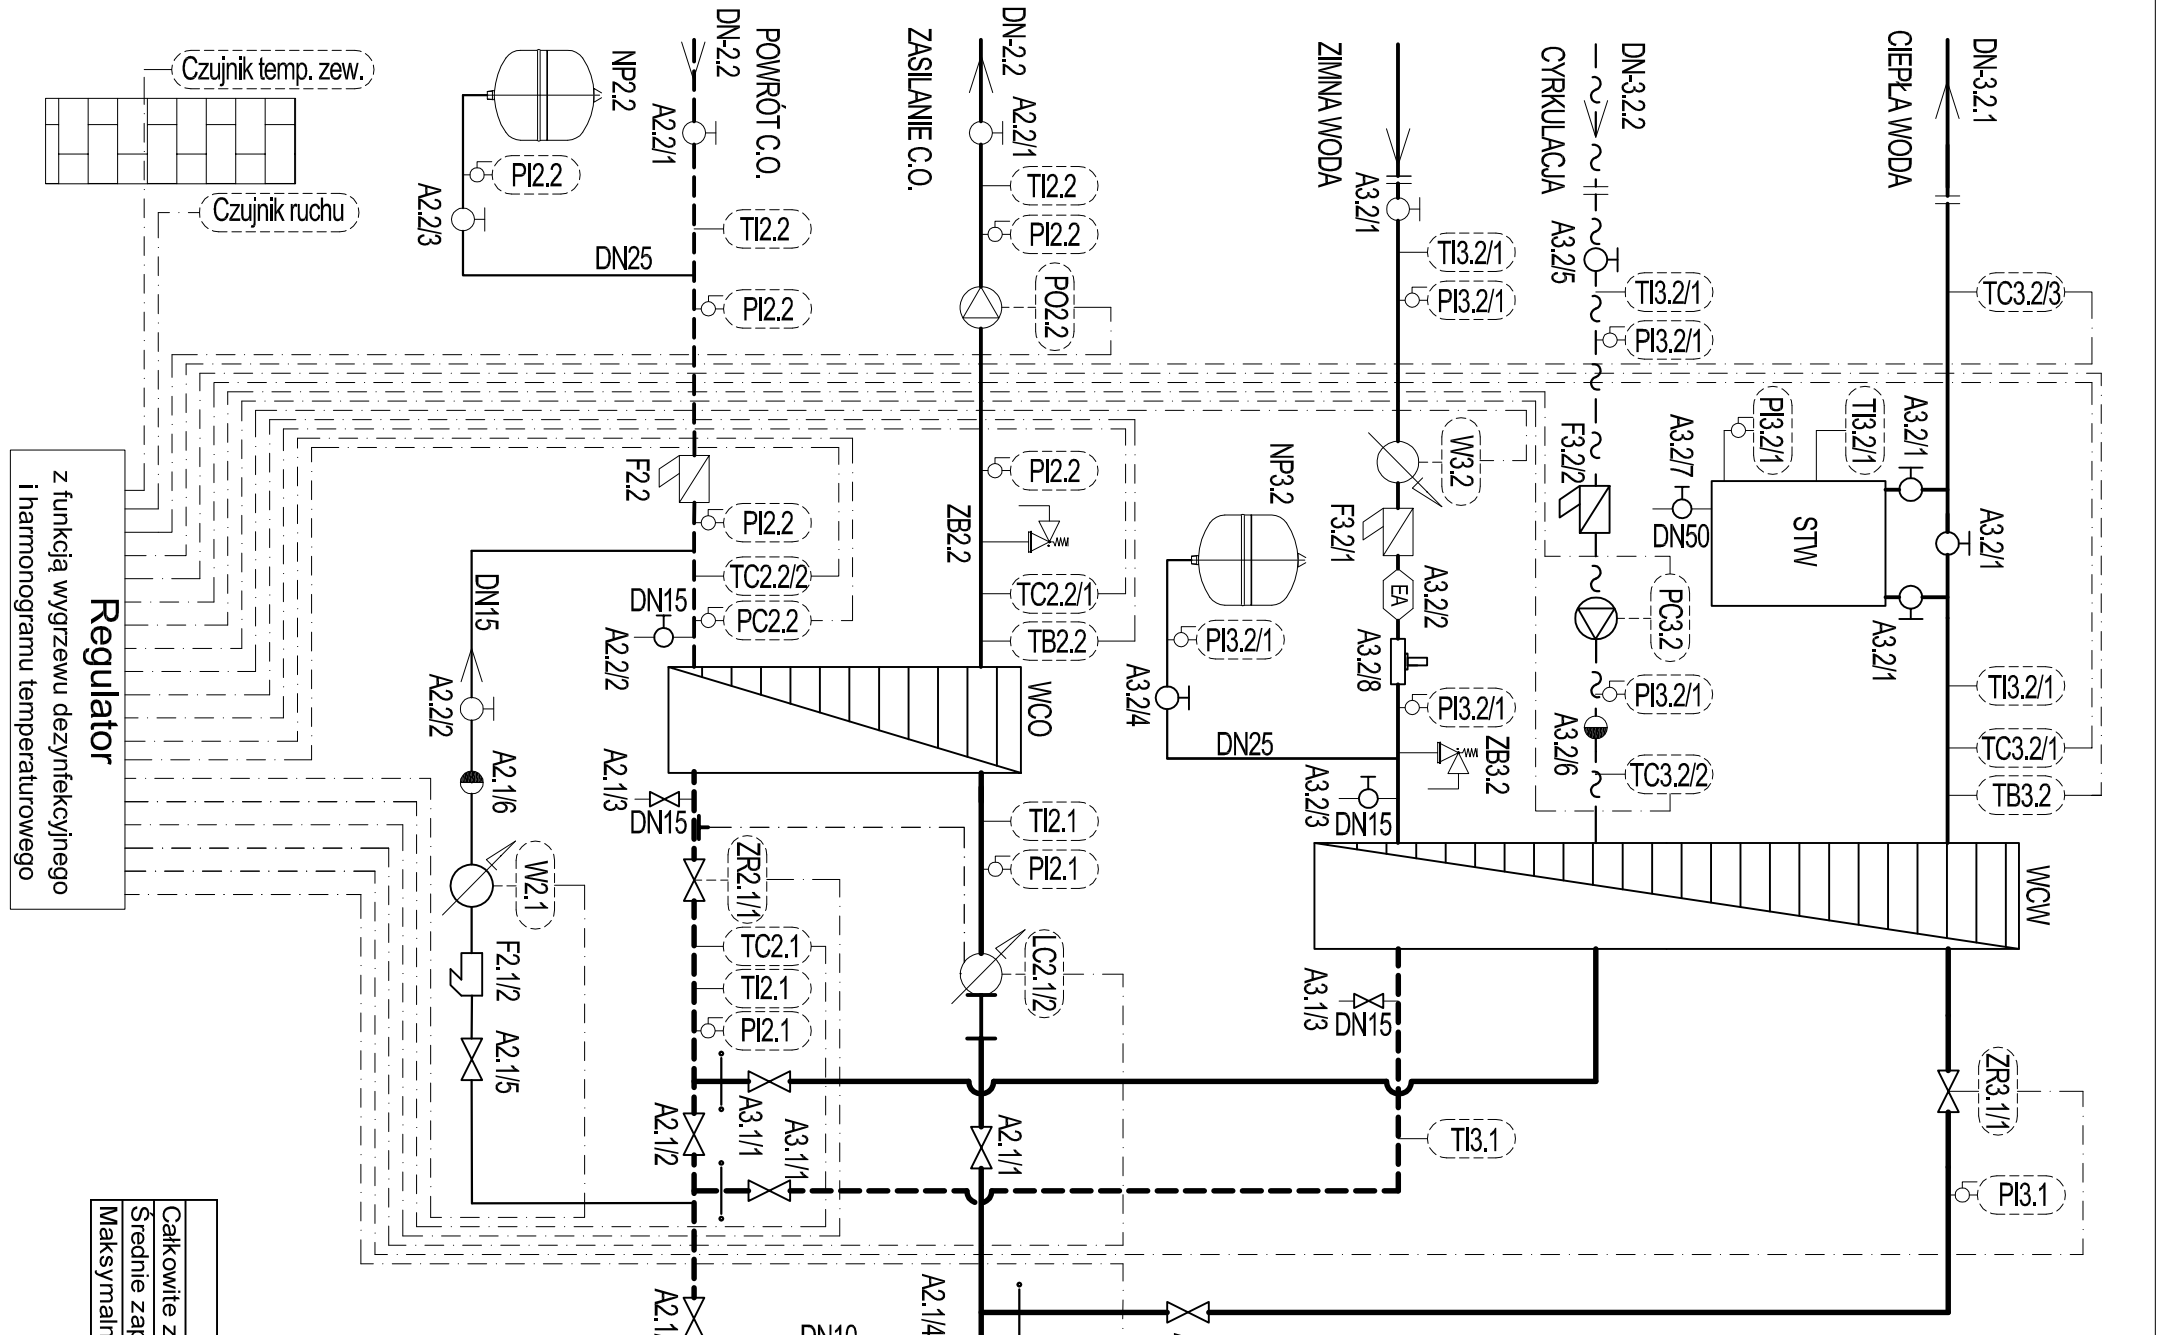 Czujnik temp. zew.
Czujnik ruchu
NP2.2
PI2.2
A2.2/3
DN25
DN-2.2
POWRÓT C.O.
A2.2/1
TI2.2
PI2.2
F2.2
PI2.2
TC2.2/2
DN15
PC2.2
A2.2/2
DN-2.2
ZASILANIE C.O.
A2.2/1
TI2.2
PI2.2
PO2.2
PI2.2
ZB2.2
TC2.2/1
TB2.2
WCO
ZIMNA WODA
A3.2/1
TI3.2/1
PI3.2/1
W3.2
NP3.2
F3.2/1
A3.2/2
EA
PI3.2/1
A3.2/8
A3.2/4
PI3.2/1
DN25
ZB3.2
A3.2/3
DN15
DN-3.2.2
CYRKULACJA
A3.2/5
TI3.2/1
PI3.2/1
F3.2/2
PC3.2
PI3.2/1
A3.2/6
TC3.2/2
DN-3.2.1
CIEPŁA WODA
TC3.2/3
PI3.2/1
TI3.2/1
A3.2/1
A3.2/7
DN50
STW
A3.2/1
A3.2/1
TI3.2/1
TC3.2/1
TB3.2
WCW
Regulator
z funkcją wygrzewu dezynfekcyjnego
i harmonogramu temperaturowego
DN15
A2.2/2
A2.1/6
W2.1
F2.1/2
A2.1/5
A2.1/3
DN15
ZR2.1/1
TC2.1
TI2.1
PI2.1
A3.1/1
A2.1/2
A3.1/1
TI2.1
PI2.1
LC2.1/2
A2.1/1
A3.1/3
DN15
TI3.1
ZR3.1/1
PI3.1
A2.1/4
DN10
Całkowite z
Średnie zap
Maksymaln